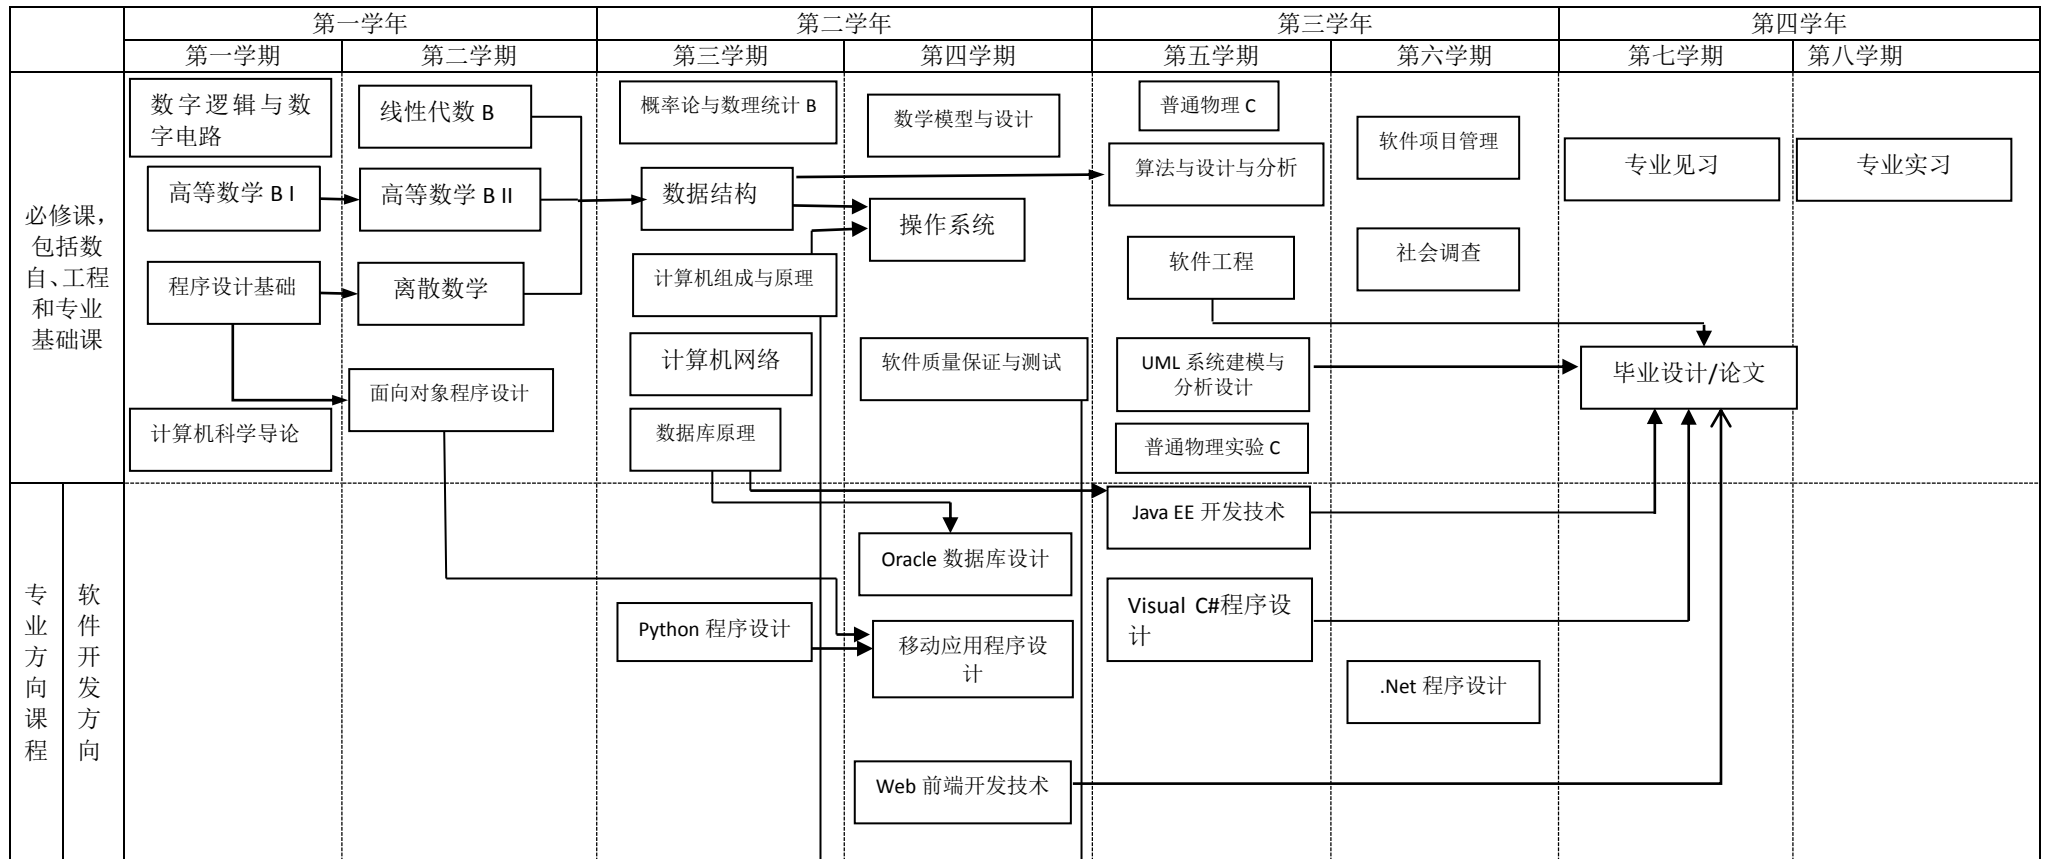 第一学年
第二学年
第三学年
第四学年
第一学期
第二学期
第三学期
第四学期
第五学期
第六学期
第七学期
第八学期
必修课，
包括数
自、工程
和专业
基础课
数字逻辑与数
字电路
高等数学 B I
程序设计基础
计算机科学导论
线性代数 B
高等数学 B II
离散数学
面向对象程序设计
概率论与数理统计 B
数据结构
计算机组成与原理
计算机网络
数据库原理
数学模型与设计
操作系统
软件质量保证与测试
普通物理 C
算法与设计与分析
软件工程
UML 系统建模与
分析设计
普通物理实验 C
软件项目管理
社会调查
专业见习
毕业设计/论文
专业实习
专业方向课程
软件开发方向
Python 程序设计
Oracle 数据库设计
移动应用程序设
计
Web 前端开发技术
Java EE 开发技术
Visual C#程序设
计
.Net 程序设计